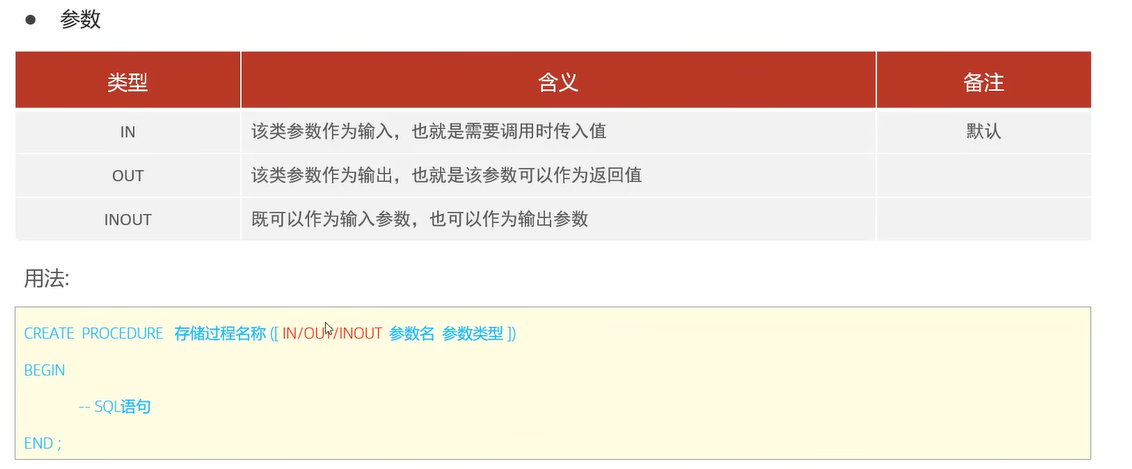 ● 参数
类型 含义 备注
IN 该类参数作为输入，也就是需要调用时传入值 默认
OUT 该类参数作为输出，也就是该参数可以作为返回值
INOUT 既可以作为输入参数，也可以作为输出参数
用法:
CREATE PROCEDURE 存储过程名称 ([ IN/OUT/INOUT 参数名 参数类型 ])
BEGIN
-- SQL语句
END ;